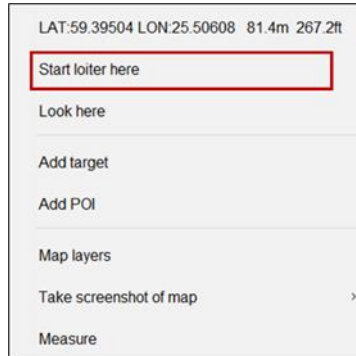 LAT:59.39504 LON:25.50608 81.4m 267.2ft
Start loiter here
Look here
Add target
Add POI
Map layers
Take screenshot of map
Measure